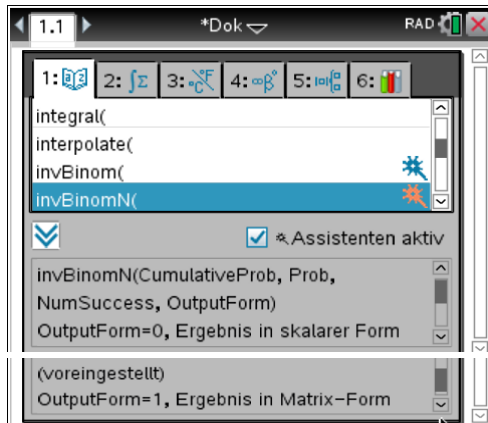 1.1 *Dok RAD
1: 2: ∫Σ 3: °C°F 4: ∞β° 5: 6:
integral(
interpolate(
invBinom(
invBinomN(
Assistenten aktiv
invBinomN(CumulativeProb, Prob,
NumSuccess, OutputForm)
OutputForm=0, Ergebnis in skalarer Form
(voreingestellt)
OutputForm=1, Ergebnis in Matrix-Form